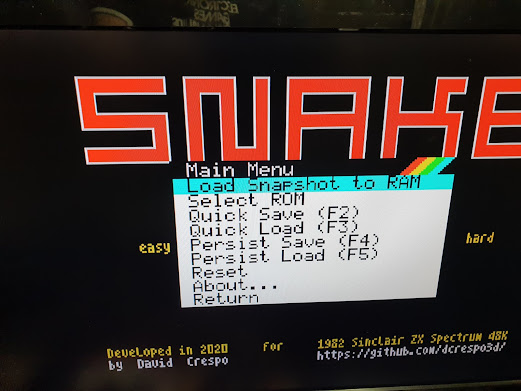 SNAKE
Main Menu
Load Snapshot to RAM
Select ROM
Quick Save (F2)
Quick Load (F3)
Persist Save (F4)
Persist Load (F5)
Reset
About...
Return
easy
hard
Developed in 2020 for 1982 Sinclair ZX Spectrum 48K
by David Crespo https://github.com/dcrespo3d/